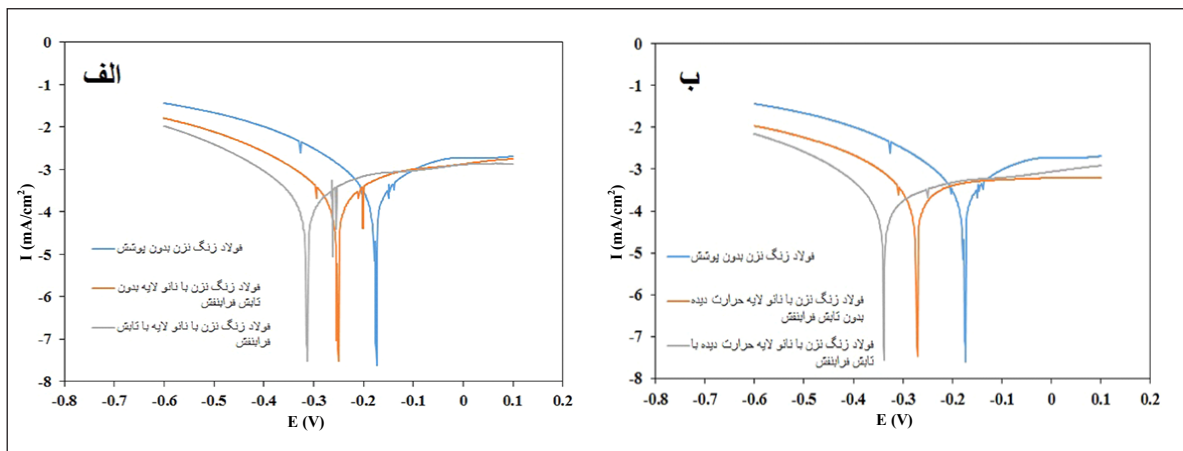 الف
0
-1
-2
-3
-4
-5
-6
-7
-8
I (mA/cm²)
فولاد زنگ نزن بدون پوشش
فولاد زنگ نزن با نانو لایه بدون
تابش فرابنفش
فولاد زنگ نزن با نانو لایه با تابش
فرابنفش
-0.8 -0.7 -0.6 -0.5 -0.4 -0.3 -0.2 -0.1 0 0.1 0.2
E (V)
ب
0
-1
-2
-3
-4
-5
-6
-7
-8
I (mA/cm²)
فولاد زنگ نزن بدون پوشش
فولاد زنگ نزن با نانو لایه حرارت دیده
بدون تابش فرابنفش
فولاد زنگ نزن با نانو لایه حرارت دیده با
تابش فرابنفش
-0.8 -0.7 -0.6 -0.5 -0.4 -0.3 -0.2 -0.1 0 0.1 0.2
E (V)